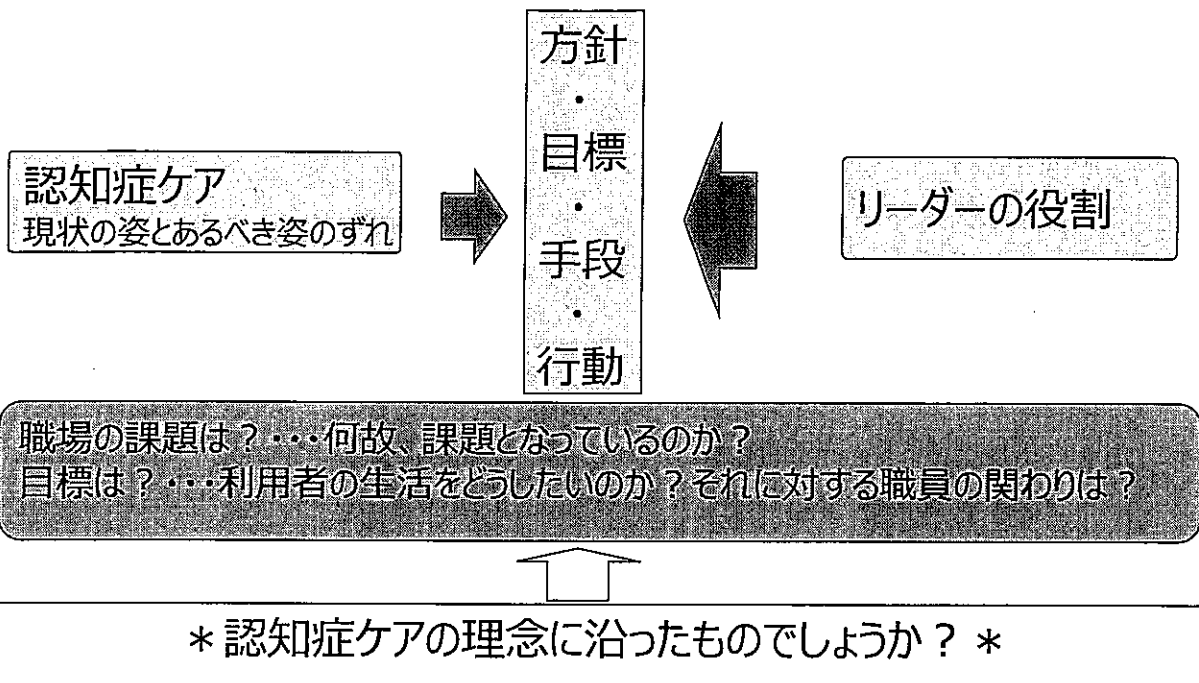 方針
・
目標
・
手段
・
行動
認知症ケア
現状の姿とあるべき姿のずれ
リーダーの役割
職場の課題は？・・・何故、課題となっているのか？
目標は？・・・利用者の生活をどうしたいのか？それに対する職員の関わりは？
＊認知症ケアの理念に沿ったものでしょうか？＊